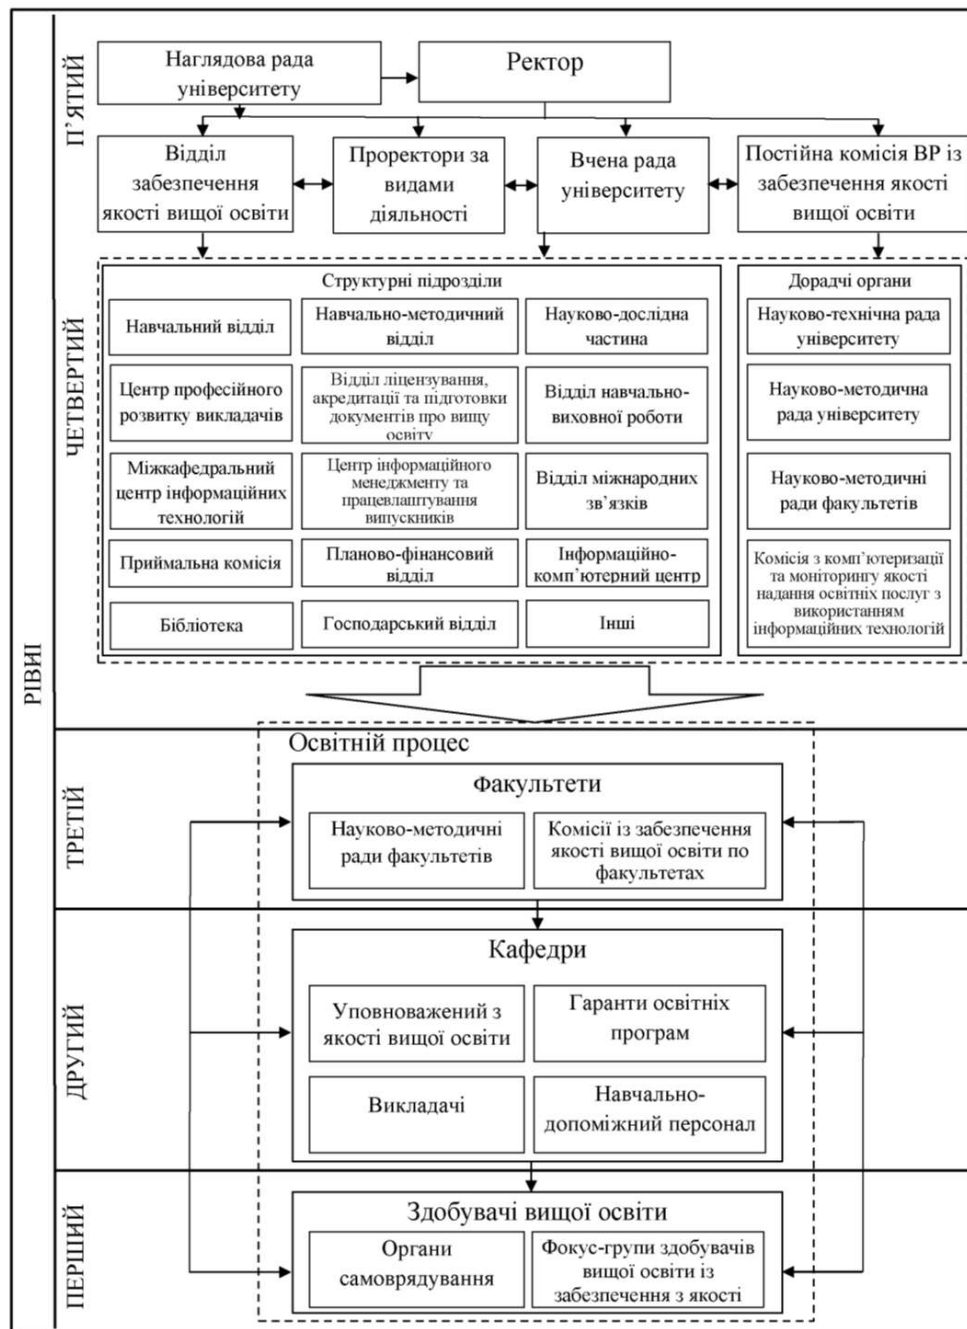 РІВНІ
П'ЯТИЙ
Наглядова рада
університету
Ректор
Відділ
забезпечення
якості вищої освіти
Проректори за
видами
діяльності
Вчена рада
університету
Постійна комісія ВР із
забезпечення якості
вищої освіти
ЧЕТВЕРТИЙ
Структурні підрозділи
Навчальний відділ
Навчально-методичний
відділ
Науково-дослідна
частина
Центр професійного
розвитку викладачів
Відділ ліцензування,
акредитації та підготовки
документів про вищу
освіту
Відділ навчально-
виховної роботи
Міжкафедральний
центр інформаційних
технологій
Центр інформаційного
менеджменту та
працевлаштування
випускників
Відділ міжнародних
зв'язків
Приймальна комісія
Планово-фінансовий
відділ
Інформаційно-
комп'ютерний центр
Бібліотека
Господарський відділ
Інші
Дорадчі органи
Науково-технічна рада
університету
Науково-методична
рада університету
Науково-методичні
ради факультетів
Комісія з комп'ютеризації
та моніторингу якості
надання освітніх послуг з
використанням
інформаційних технологій
ТРЕТІЙ
Освітній процес
Факультети
Науково-методичні
ради факультетів
Комісії із забезпечення
якості вищої освіти по
факультетах
ДРУГИЙ
Кафедри
Уповноважений з
якості вищої освіти
Гаранти освітніх
програм
Викладачі
Навчально-
допоміжний персонал
ПЕРШИЙ
Здобувачі вищої освіти
Органи
самоврядування
Фокус-групи здобувачів
вищої освіти із
забезпечення з якості